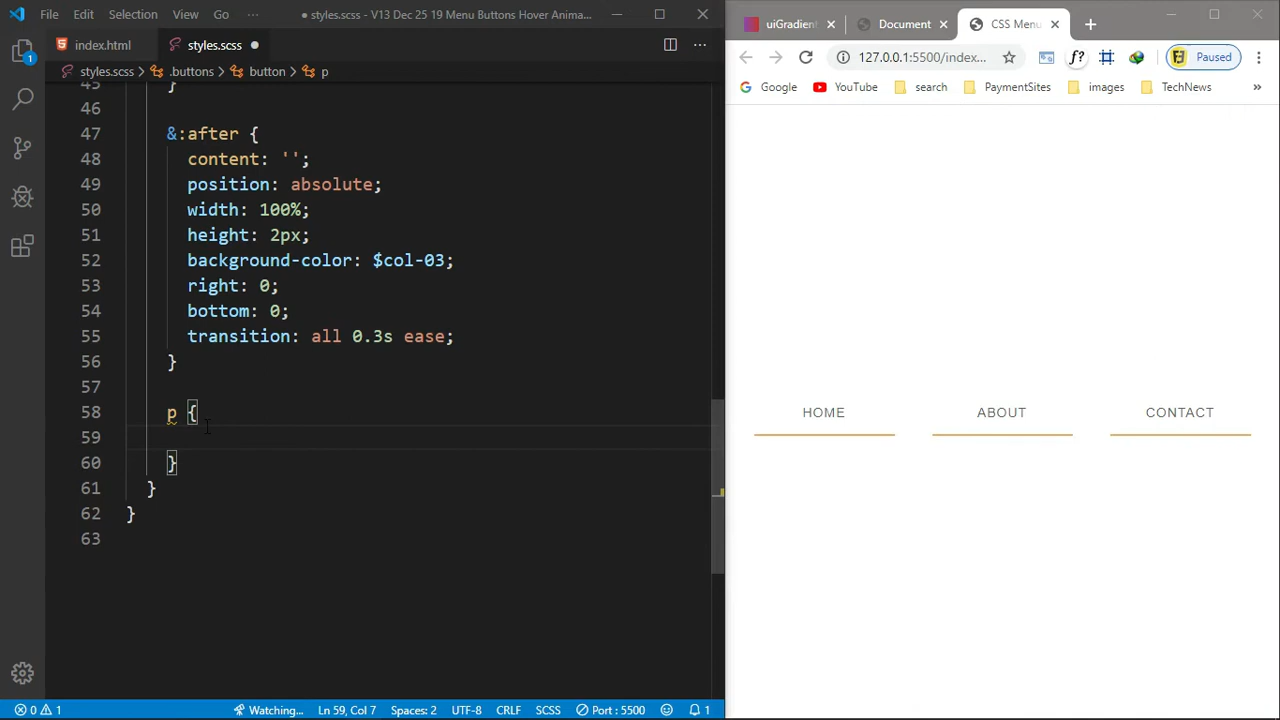 File Edit Selection View Go ··· ● styles.scss - V13 Dec 25 19 Menu Buttons Hover Anima...
index.html styles.scss ●
styles.scss > .buttons > button > p
45 }
46
47 &:after {
48 content: '';
49 position: absolute;
50 width: 100%;
51 height: 2px;
52 background-color: $col-03;
53 right: 0;
54 bottom: 0;
55 transition: all 0.3s ease;
56 }
57
58 p {
59
60 }
61 }
62 }
63
1
0 1 Watching... Ln 59, Col 7 Spaces: 2 UTF-8 CRLF SCSS Port : 5500 1
uiGradient Document CSS Menu
127.0.0.1:5500/index... f? Paused
Google YouTube search PaymentSites images TechNews »
HOME ABOUT CONTACT